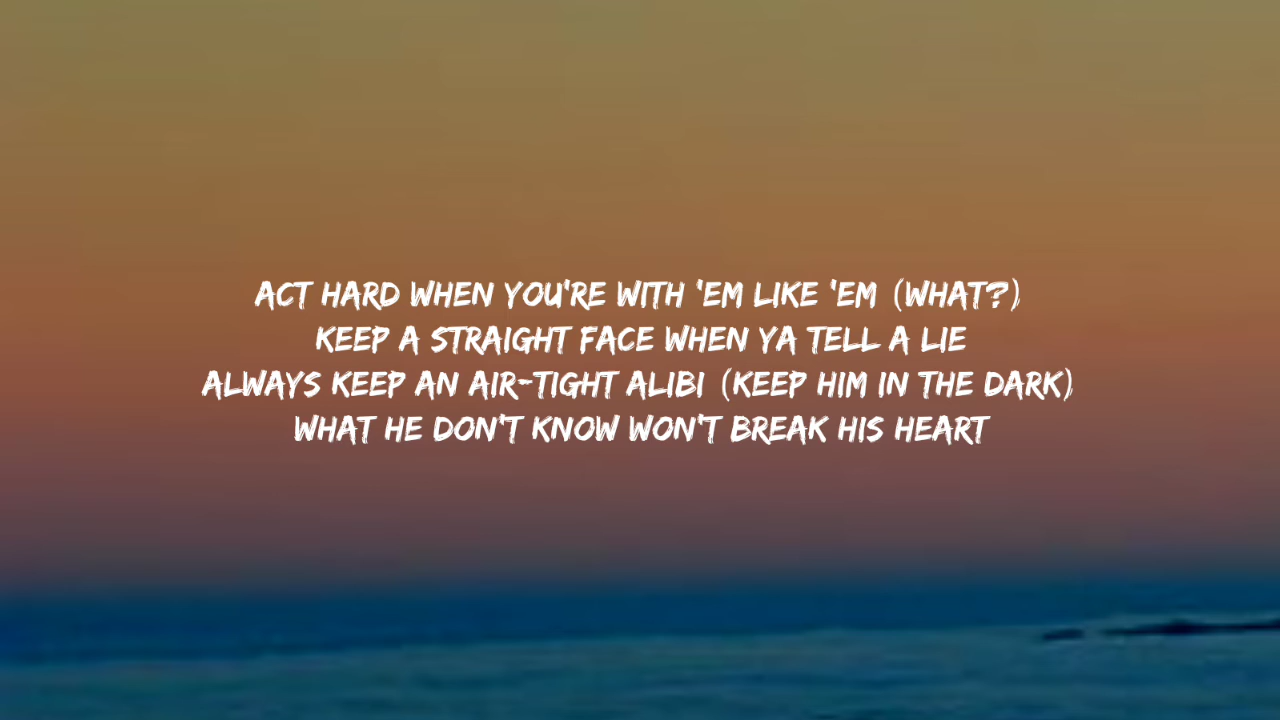 ACT HARD WHEN YOU'RE WITH 'EM LIKE 'EM (WHAT?)
KEEP A STRAIGHT FACE WHEN YA TELL A LIE
ALWAYS KEEP AN AIR-TIGHT ALIBI (KEEP HIM IN THE DARK)
WHAT HE DON'T KNOW WON'T BREAK HIS HEART